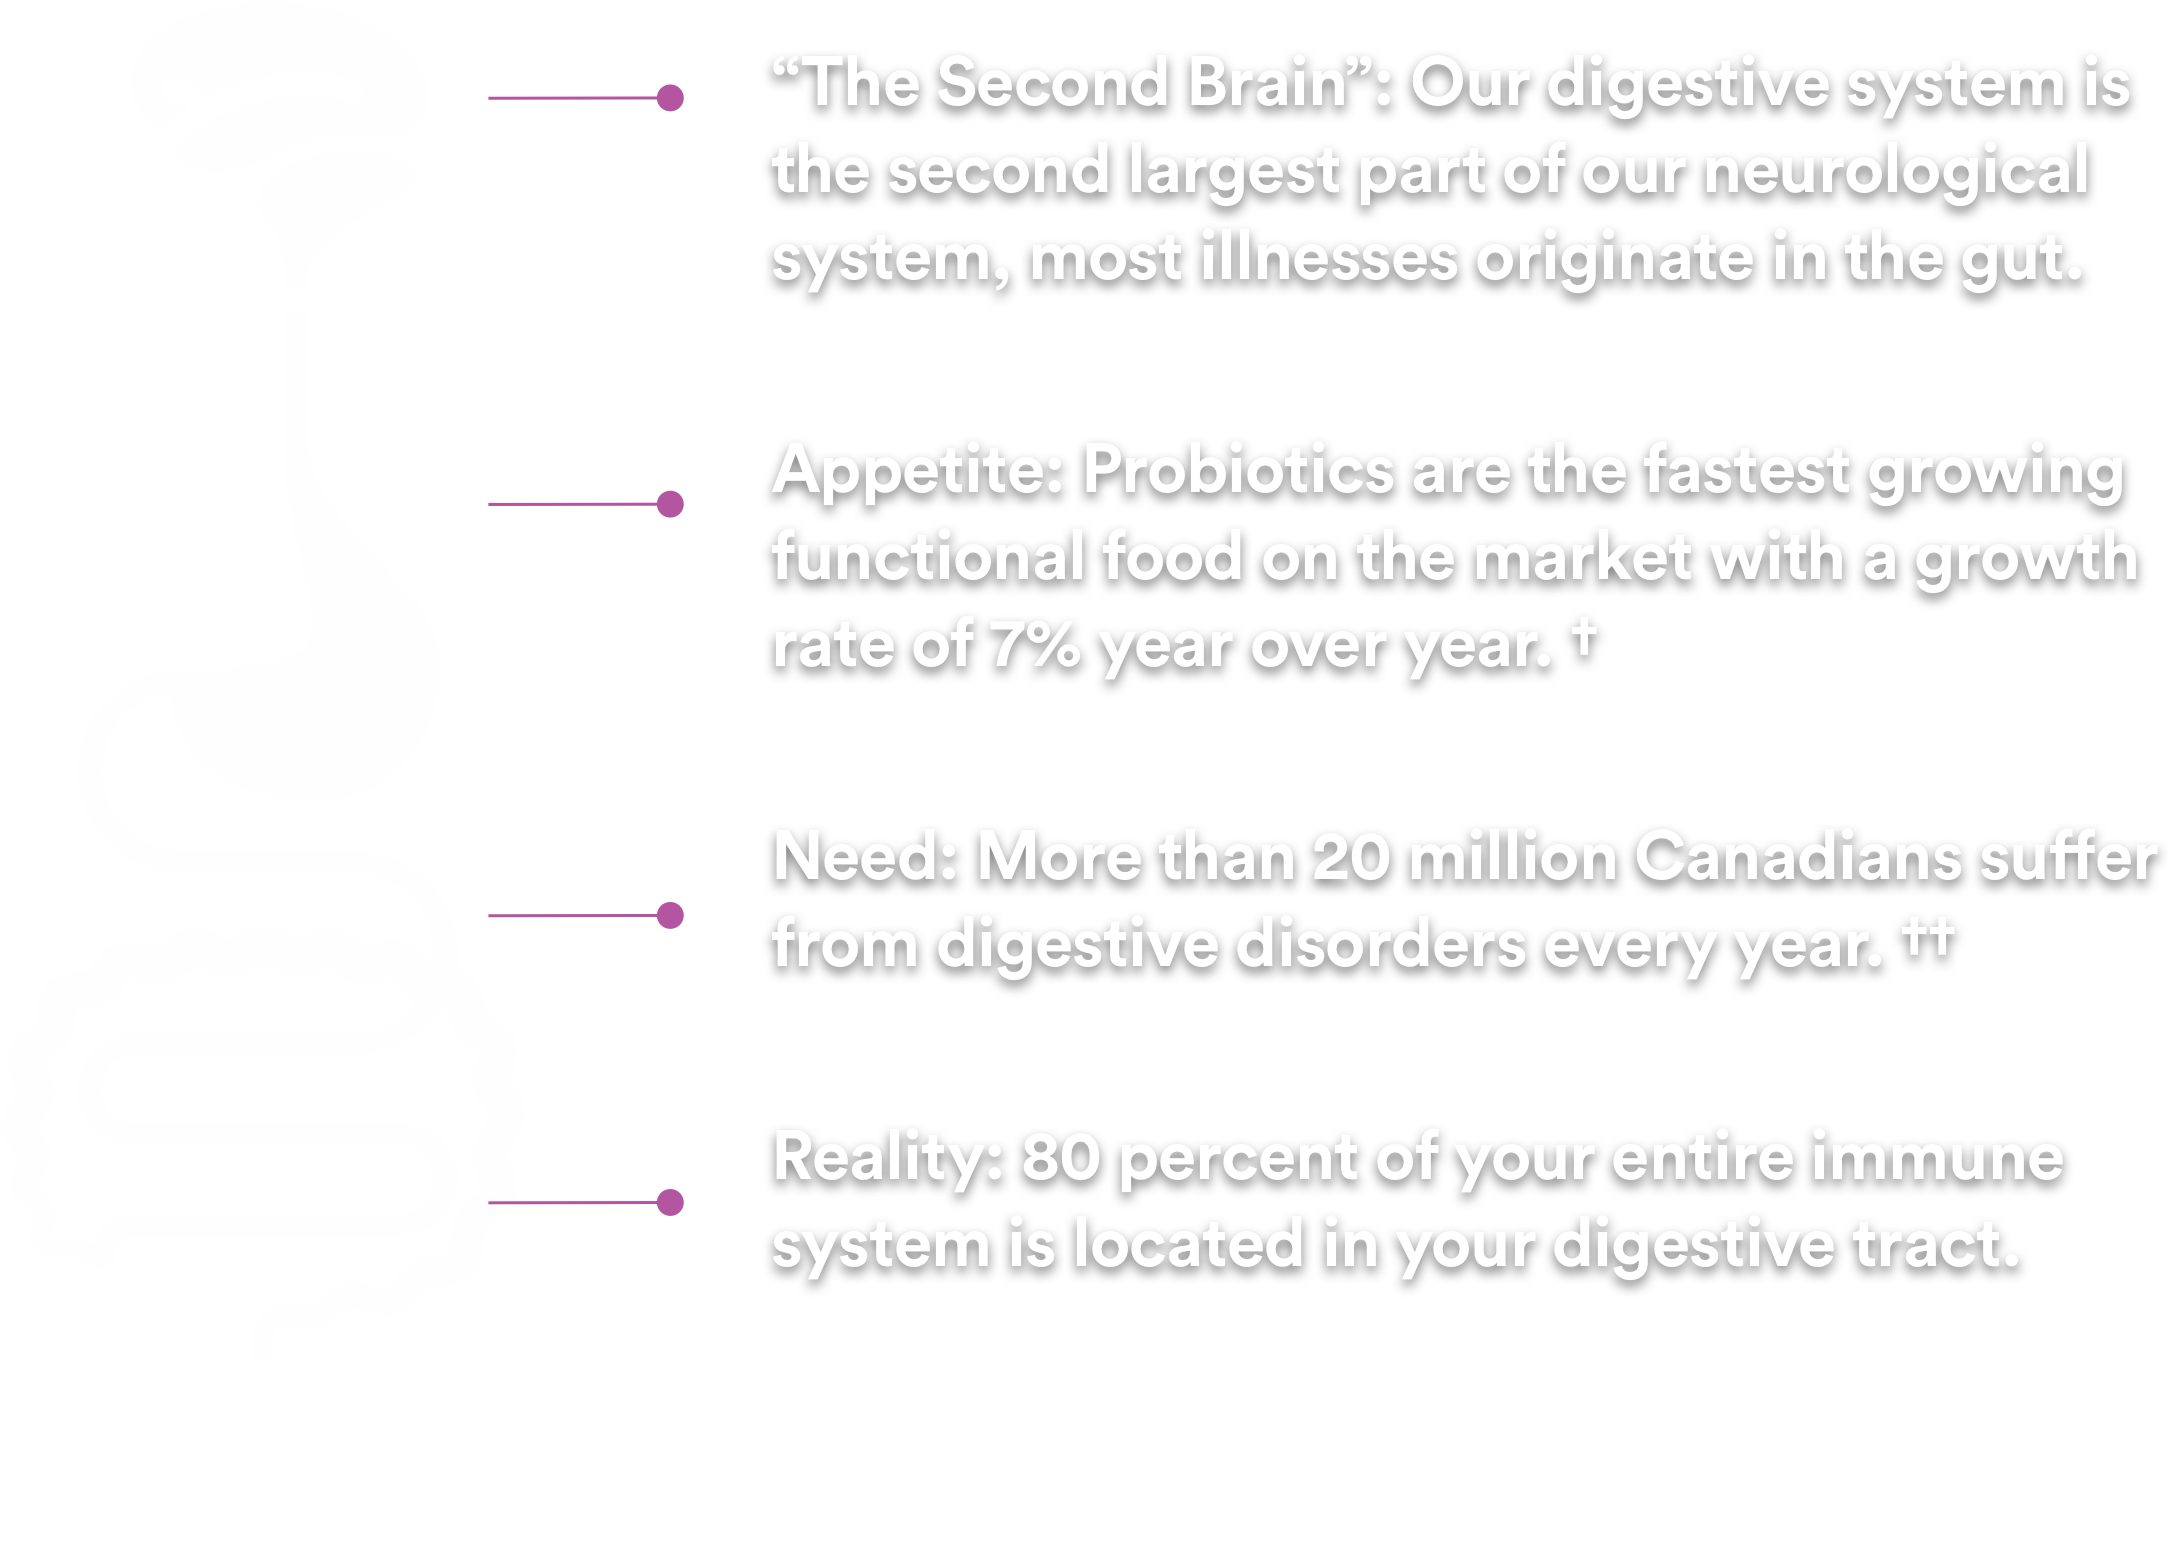 “The Second Brain”: Our digestive system is
the second largest part of our neurological
system, most illnesses originate in the gut.
Appetite: Probiotics are the fastest growing
functional food on the market with a growth
rate of 7% year over year. †
Need: More than 20 million Canadians suffer
from digestive disorders every year. ††
Reality: 80 percent of your entire immune
system is located in your digestive tract.